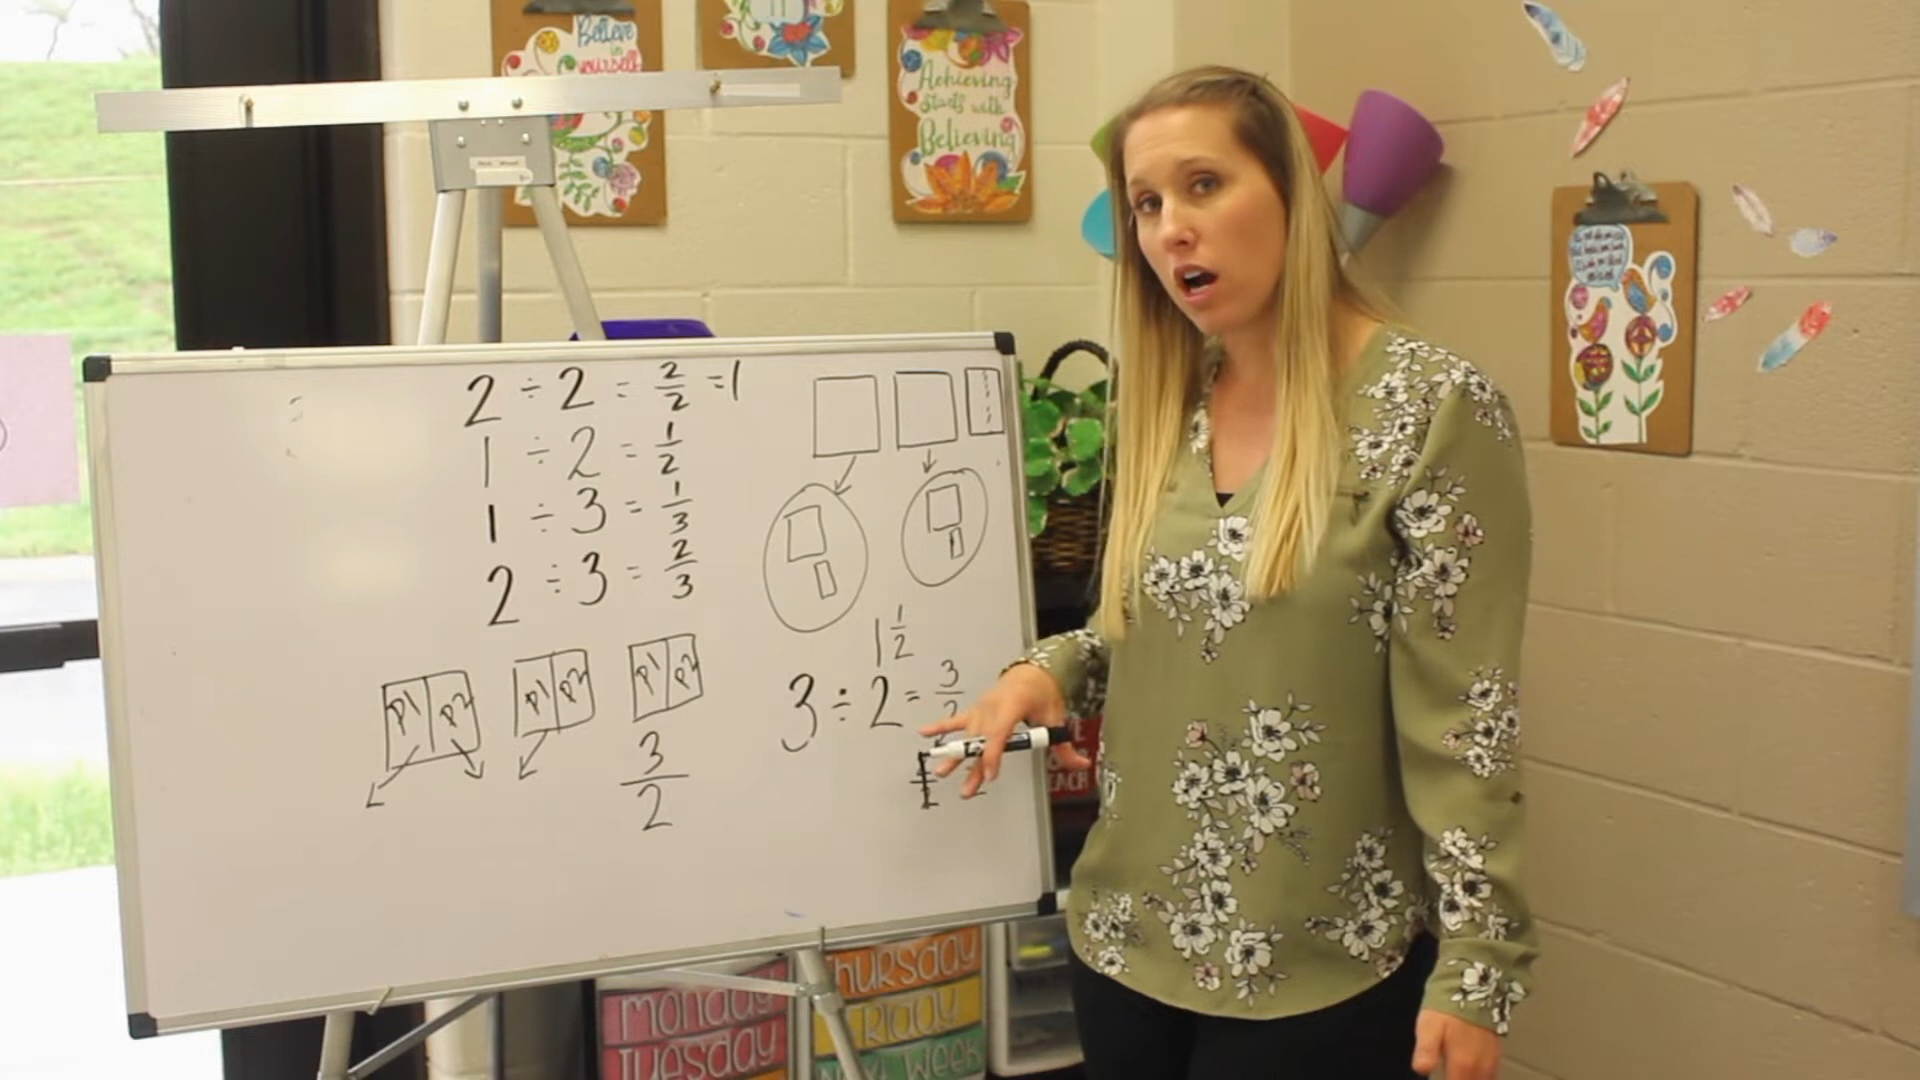 Believe
in
yourself
Achieving
starts with
Believing
2 ÷ 2 = 2/2 = 1
1 ÷ 2 = 1/2
1 ÷ 3 = 1/3
2 ÷ 3 = 2/3
P1 P2
P1 P2
P1 P2
3/2
1 1/2
3 ÷ 2 = 3/2
EACH
Monday
Tuesday
Thursday
Friday
Next Week